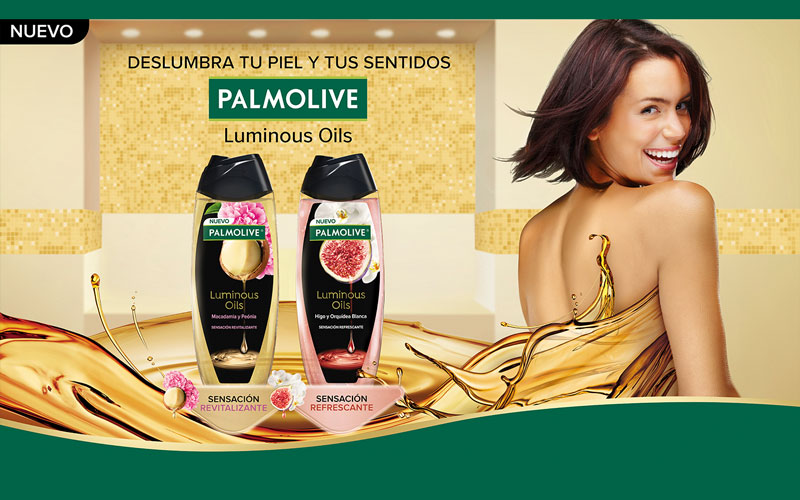 NUEVO
DESLUMBRA TU PIEL Y TUS SENTIDOS
PALMOLIVE
Luminous Oils
NUEVO
PALMOLIVE
Luminous
Oils
Macadamia y Peónia
SENSACIÓN REVITALIZANTE
NUEVO
PALMOLIVE
Luminous
Oils
Higo y Orquídea Blanca
SENSACIÓN REFRESCANTE
SENSACIÓN
REVITALIZANTE
SENSACIÓN
REFRESCANTE